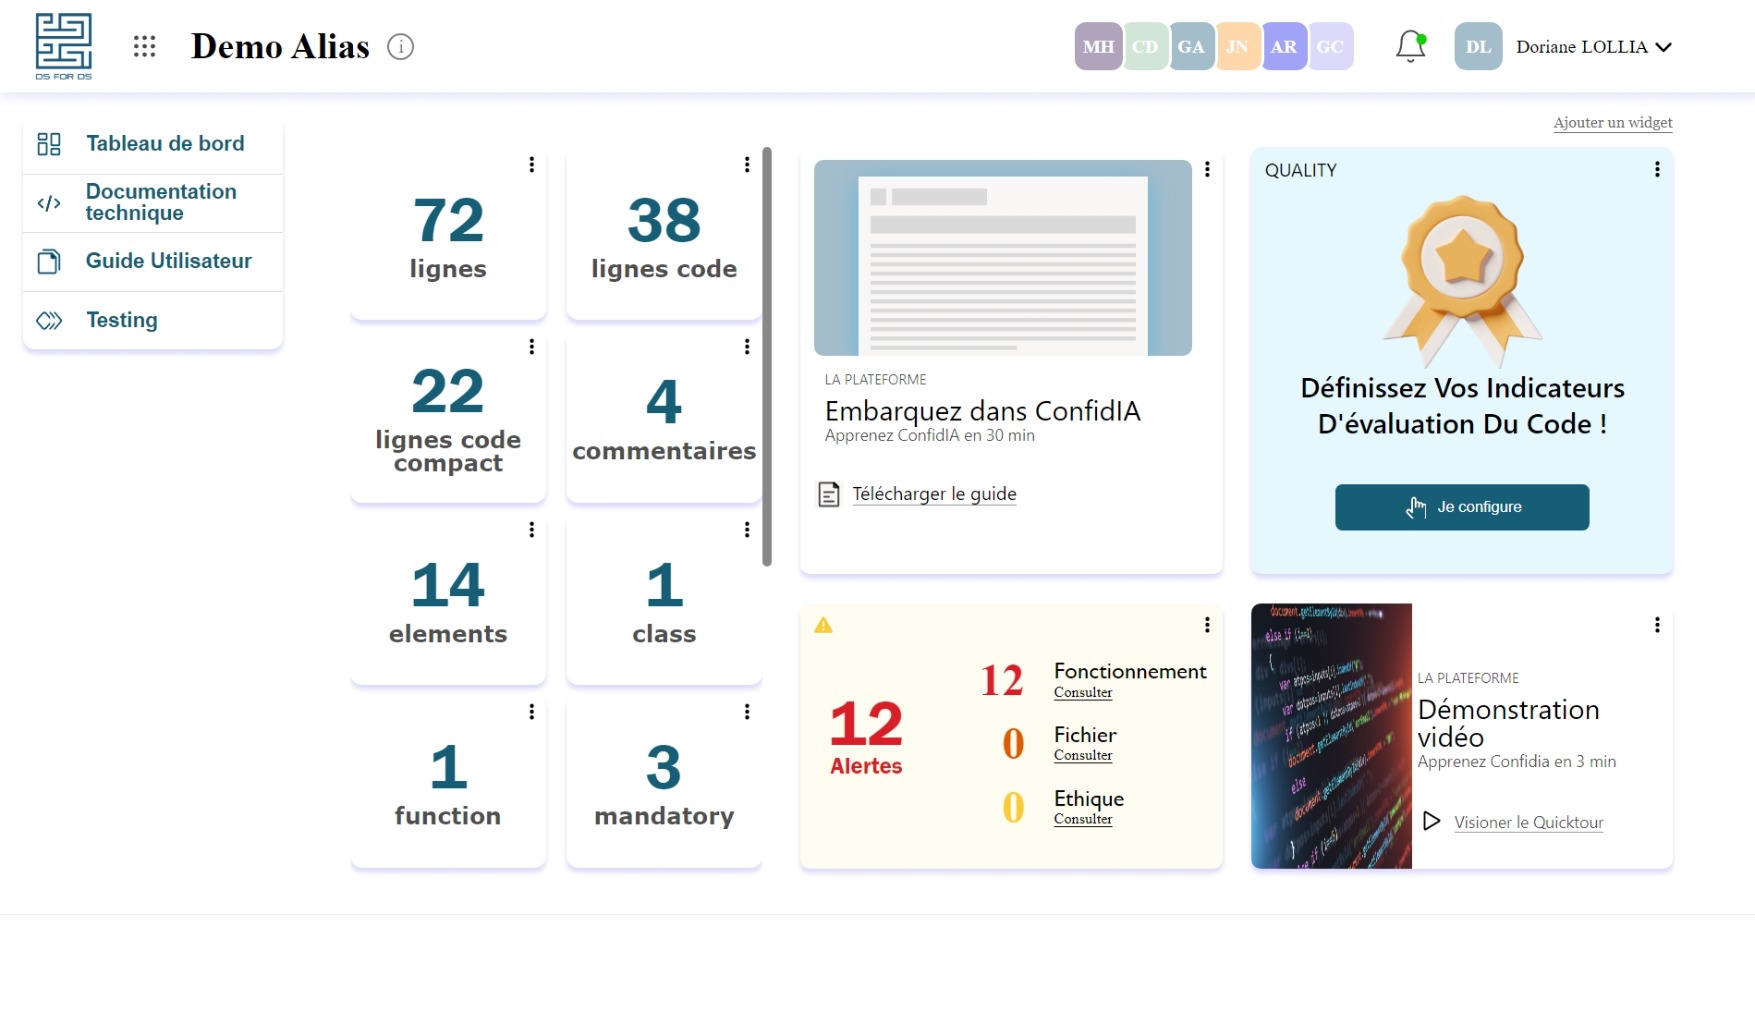 DS FOR DS
Demo Alias
MH CD GA JN AR GC
DL
Doriane LOLLIA
Ajouter un widget
Tableau de bord
Documentation
technique
Guide Utilisateur
Testing
72
lignes
38
lignes code
22
lignes code
compact
4
commentaires
14
elements
1
class
1
function
3
mandatory
LA PLATEFORME
Embarquez dans ConfidIA
Apprenez ConfidIA en 30 min
Télécharger le guide
QUALITY
Définissez Vos Indicateurs
D'évaluation Du Code !
Je configure
12
Alertes
12 Fonctionnement
Consulter
0 Fichier
Consulter
0 Ethique
Consulter
else if
else
LA PLATEFORME
Démonstration
vidéo
Apprenez Confidia en 3 min
Visioner le Quicktour